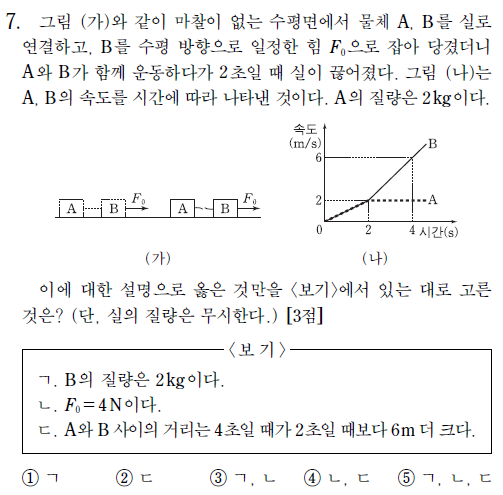 7. 그림 (가)와 같이 마찰이 없는 수평면에서 물체 A, B를 실로
연결하고, B를 수평 방향으로 일정한 힘 F₀으로 잡아 당겼더니
A와 B가 함께 운동하다가 2초일 때 실이 끊어졌다. 그림 (나)는
A, B의 속도를 시간에 따라 나타낸 것이다. A의 질량은 2kg이다.
속도
(m/s)
6
2
0
2
4
시간(s)
B
A
A
B
F₀
A
B
F₀
(가)
(나)
이에 대한 설명으로 옳은 것만을 〈보기〉에서 있는 대로 고른
것은? (단, 실의 질량은 무시한다.) [3점]
〈보 기〉
ㄱ. B의 질량은 2kg이다.
ㄴ. F₀=4N이다.
ㄷ. A와 B 사이의 거리는 4초일 때가 2초일 때보다 6m 더 크다.
① ㄱ ② ㄷ ③ ㄱ, ㄴ ④ ㄴ, ㄷ ⑤ ㄱ, ㄴ, ㄷ